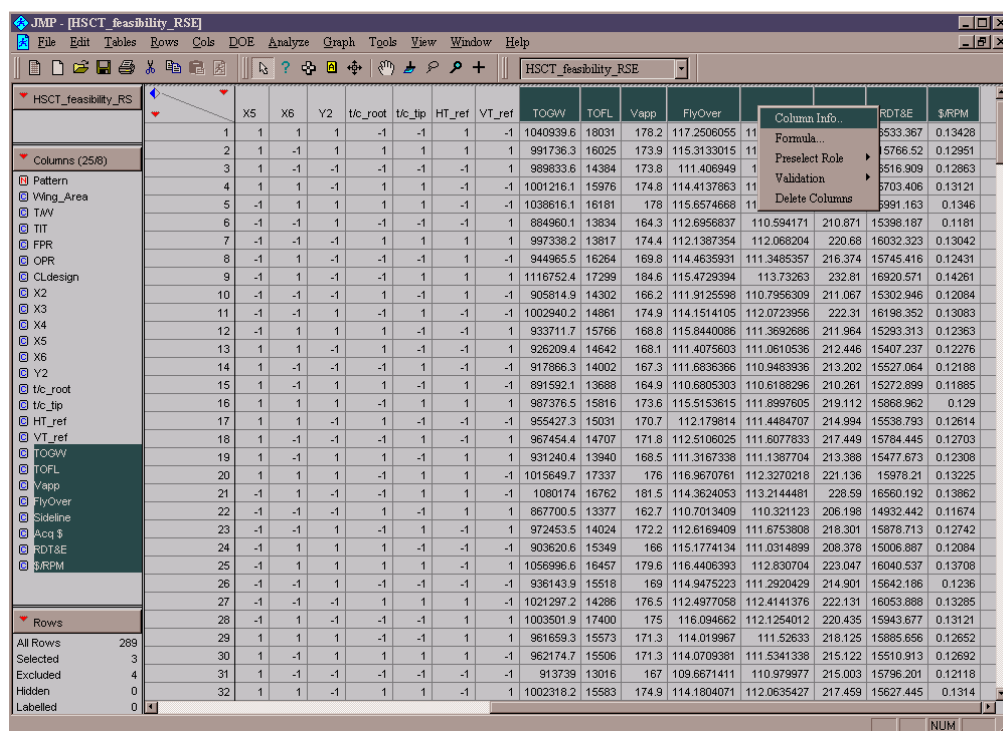 JMP - [HSCT_feasibility_RSE]
File Edit Tables Rows Cols DOE Analyze Graph Tools View Window Help
HSCT_feasibility_RSE
HSCT_feasibility_RS
Columns (25/8)
Pattern
Wing_Area
T/W
TIT
FPR
OPR
CLdesign
X2
X3
X4
X5
X6
Y2
t/c_root
t/c_tip
HT_ref
VT_ref
TOGW
TOFL
Vapp
FlyOver
Sideline
Acq $
RDT&E
$/RPM
Rows
All Rows 289
Selected 3
Excluded 4
Hidden 0
Labelled 0
X5 X6 Y2 t/c_root t/c_tip HT_ref VT_ref TOGW TOFL Vapp FlyOver RDT&E $/RPM
Column Info..
Formula...
Preselect Role
Validation
Delete Columns
1 1 1 1 -1 -1 1 -1 1040939.6 18031 178.2 117.2506055 11 6533.367 0.13428
2 1 -1 1 1 -1 1 1 991736.3 16025 173.9 115.3133015 11 5766.52 0.12951
3 1 -1 -1 -1 -1 1 -1 989833.6 14384 173.8 111.406949 1 6516.909 0.12863
4 1 1 1 -1 1 1 -1 1001216.1 15976 174.8 114.4137863 11 5703.406 0.13121
5 -1 1 1 -1 -1 1 -1 1038616.1 16181 178 115.6574668 11 5991.163 0.1346
6 -1 -1 1 1 -1 -1 1 884960.1 13834 164.3 112.6956837 110.594171 210.871 15398.187 0.1181
7 -1 1 -1 -1 1 1 1 997338.2 13817 174.4 112.1387354 112.068204 220.68 16032.323 0.13042
8 -1 1 1 -1 -1 1 1 944965.5 16264 169.8 114.4635931 111.3485357 216.374 15745.416 0.12431
9 -1 1 -1 -1 1 1 1 1116752.4 17299 184.6 115.4729394 113.73263 232.81 16920.571 0.14261
10 -1 -1 1 1 -1 1 -1 905814.9 14302 166.2 111.9125598 110.7956309 211.067 15302.946 0.12084
11 -1 -1 1 -1 1 1 -1 1002940.2 14861 174.9 114.1514105 112.0723956 222.31 16198.352 0.13083
12 -1 1 1 1 -1 -1 1 933711.7 15766 168.8 115.8440086 111.3692686 211.964 15293.313 0.12363
13 1 1 -1 1 1 -1 1 926209.4 14642 168.1 111.4075603 111.0610536 212.446 15407.237 0.12276
14 1 -1 -1 1 1 -1 -1 917866.3 14002 167.3 111.6836366 110.9483936 213.202 15527.064 0.12188
15 1 -1 1 1 -1 -1 -1 891592.1 13688 164.9 110.6805303 110.6188296 210.261 15272.899 0.11885
16 1 1 1 -1 1 1 1 987376.5 15816 173.6 115.5153615 111.8997605 219.112 15868.962 0.129
17 1 1 -1 1 1 -1 1 955427.3 15031 170.7 112.179814 111.4484707 214.994 15538.793 0.12614
18 1 -1 -1 -1 1 -1 1 967454.4 14707 171.8 112.5106025 111.6077833 217.449 15784.445 0.12703
19 1 -1 1 -1 1 1 -1 931240.4 13940 168.5 111.3167338 111.1387704 213.388 15477.673 0.12308
20 1 1 1 -1 1 1 -1 1015649.7 17337 176 116.9670761 112.3270218 221.136 15978.21 0.13225
21 -1 1 -1 -1 1 1 -1 1080174 16762 181.5 114.3624053 113.2144481 228.59 16560.192 0.13862
22 -1 -1 -1 1 1 -1 1 867700.5 13377 162.7 110.7013409 110.321123 206.198 14932.442 0.11674
23 -1 -1 1 -1 1 1 -1 972453.5 14024 172.2 112.6169409 111.6753808 218.301 15878.713 0.12742
24 -1 1 1 1 -1 -1 1 903620.6 15349 166 115.1774134 111.0314899 208.378 15006.887 0.12084
25 -1 1 1 1 1 -1 -1 1056996.6 16457 179.6 116.4406393 112.830704 223.047 16040.537 0.13708
26 -1 -1 1 -1 -1 -1 1 936143.9 15518 169 114.9475223 111.2920429 214.901 15642.186 0.1236
27 -1 -1 -1 1 1 1 -1 1021297.2 14286 176.5 112.4977058 112.4141376 222.131 16053.888 0.13285
28 -1 1 1 1 1 -1 -1 1003501.9 17400 175 116.094662 112.1254012 220.435 15943.677 0.13121
29 1 1 1 -1 -1 -1 1 961659.3 15573 171.3 114.019967 111.52633 218.125 15885.656 0.12652
30 1 -1 1 1 1 1 -1 962174.7 15506 171.3 114.0709381 111.5341338 215.122 15510.913 0.12692
31 1 -1 -1 -1 1 -1 -1 913739 13016 167 109.6671411 110.979977 215.003 15796.201 0.12118
32 1 1 -1 1 1 -1 1 1002318.2 15583 174.9 114.1804071 112.0635427 217.459 15627.445 0.1314
NUM